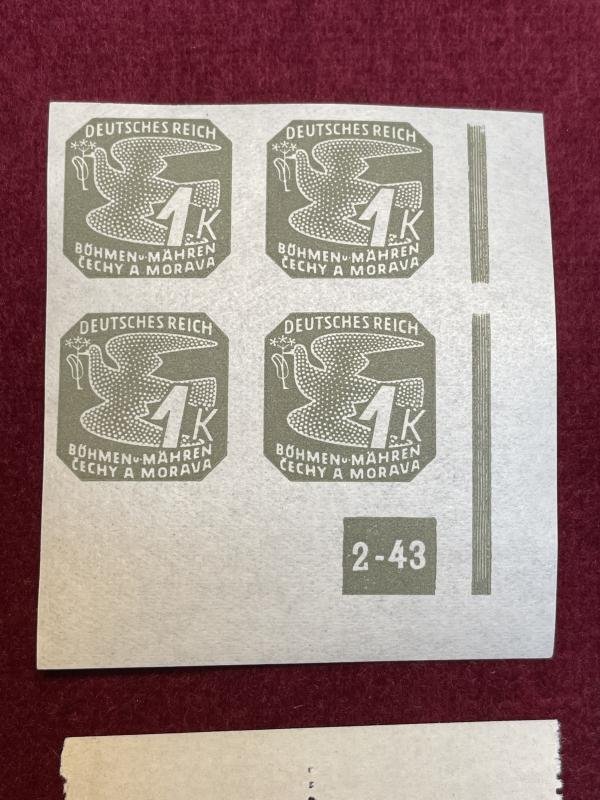 DEUTSCHES REICH
1 K
BÖHMEN u. MÄHREN
ČECHY A MORAVA
DEUTSCHES REICH
1 K
BÖHMEN u. MÄHREN
ČECHY A MORAVA
DEUTSCHES REICH
1 K
BÖHMEN u. MÄHREN
ČECHY A MORAVA
DEUTSCHES REICH
1 K
BÖHMEN u. MÄHREN
ČECHY A MORAVA
2-43